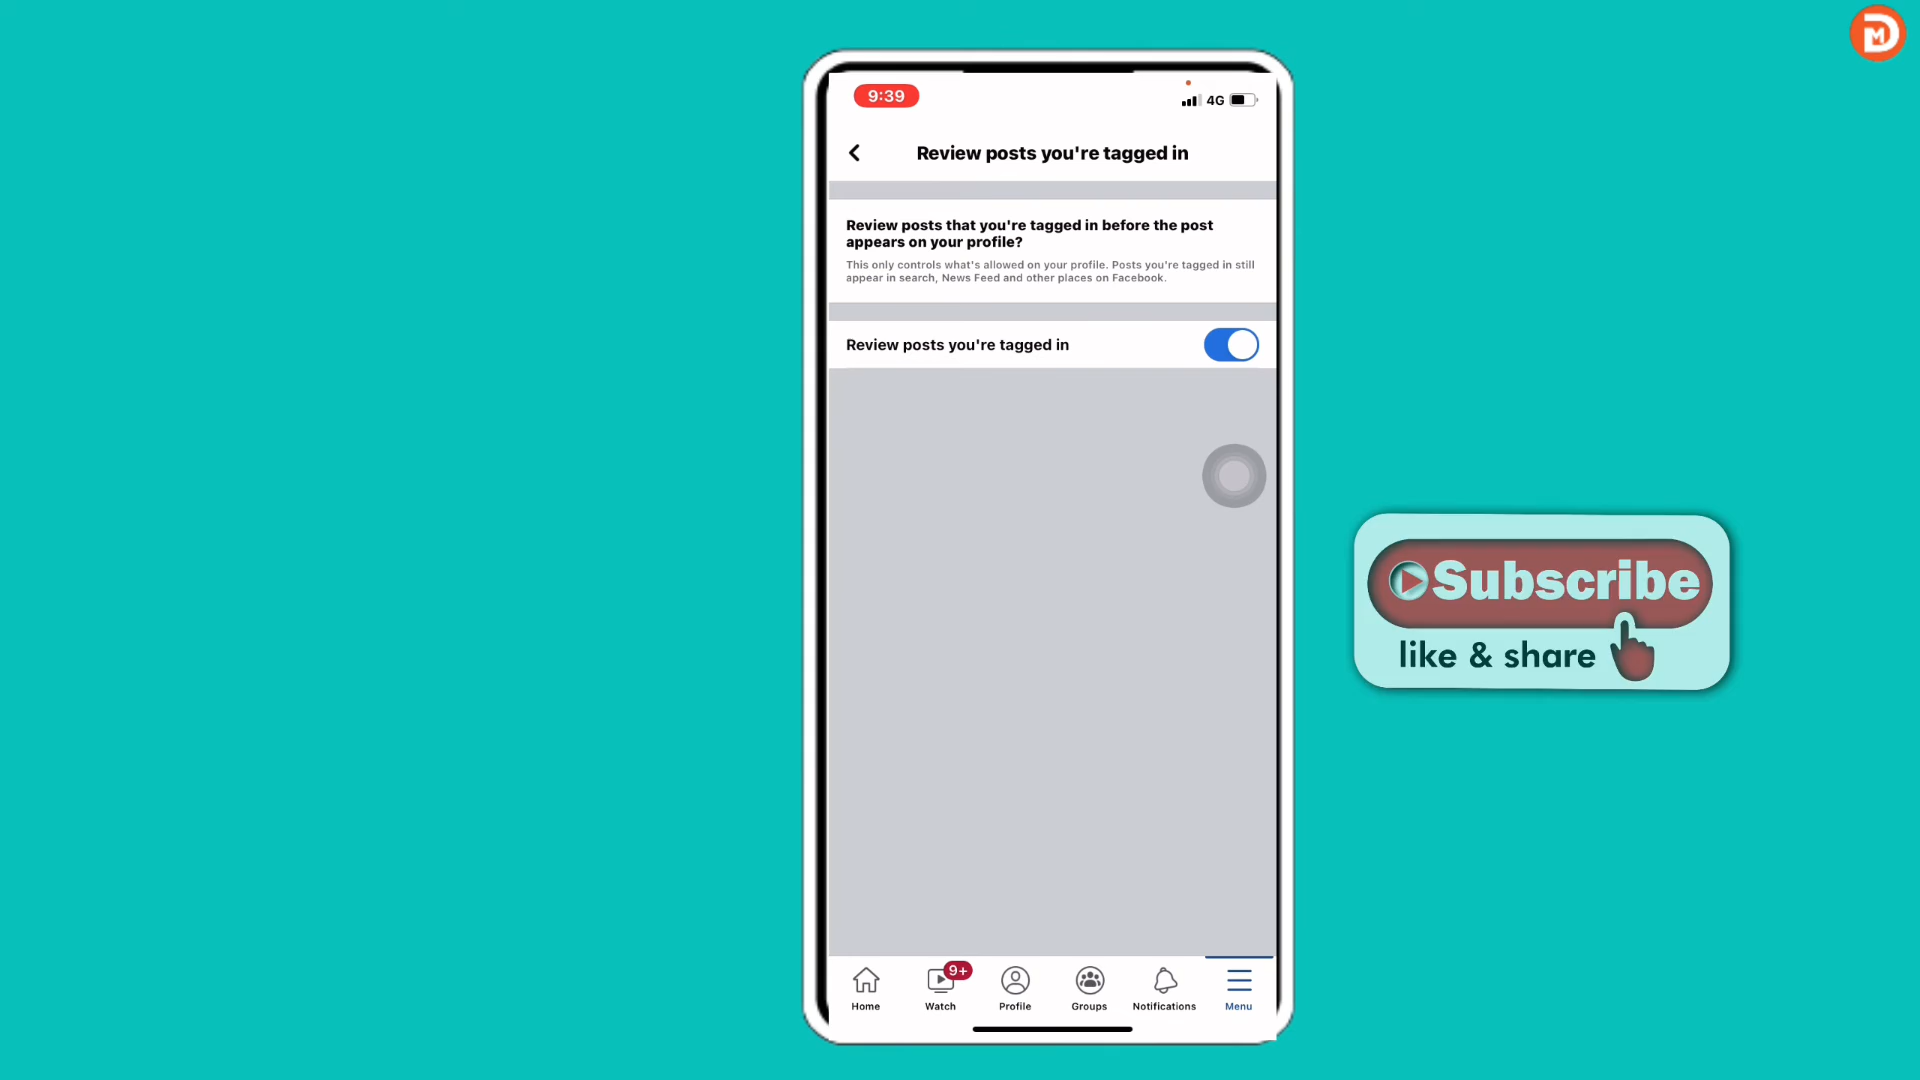 9:39
4G
Review posts you're tagged in
Review posts that you're tagged in before the post
appears on your profile?
This only controls what's allowed on your profile. Posts you're tagged in still
appear in search, News Feed and other places on Facebook.
Review posts you're tagged in
Subscribe
like & share
9+
Home
Watch
Profile
Groups
Notifications
Menu
DM